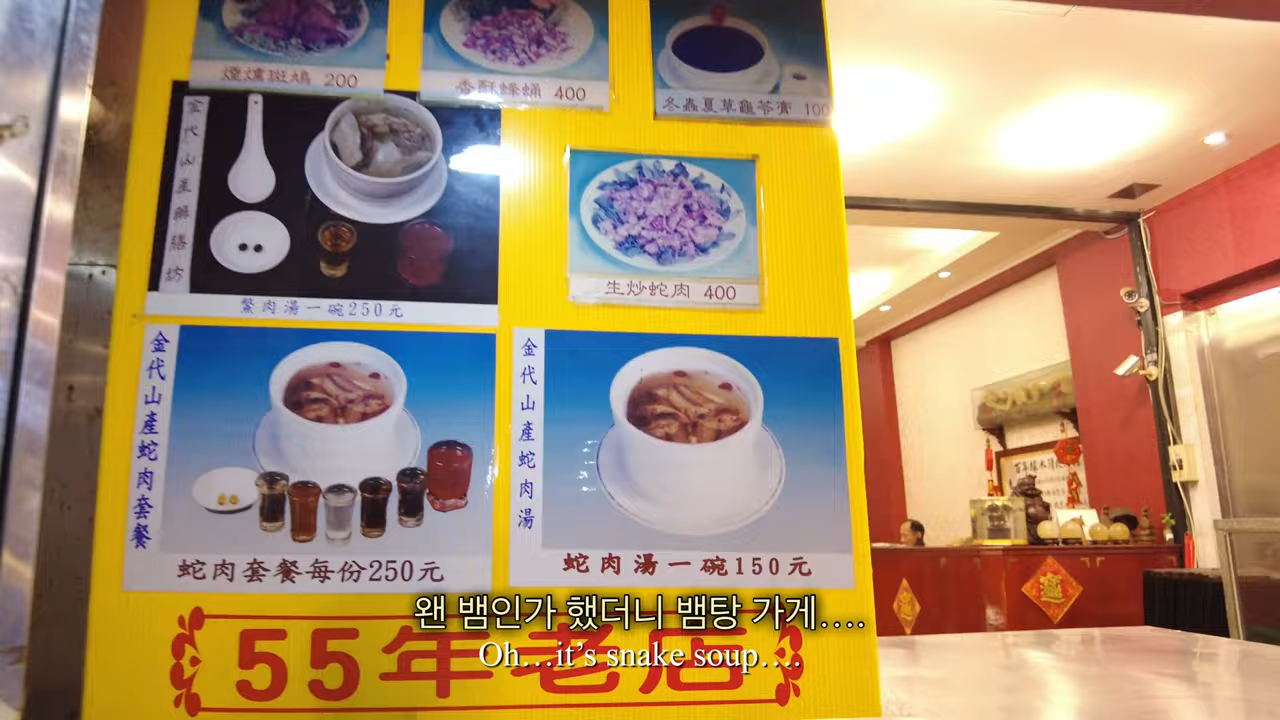 煙燻斑鳩 200
香酥蜂蛹 400
冬蟲夏草龜苓膏 100
金代山產藥膳坊
鱉肉湯一碗250元
生炒蛇肉 400
金代山產蛇肉套餐
蛇肉套餐每份250元
金代山產蛇肉湯
蛇肉湯一碗150元
왠 뱀인가 했더니 뱀탕 가게....
Oh...it's snake soup....
55年老店